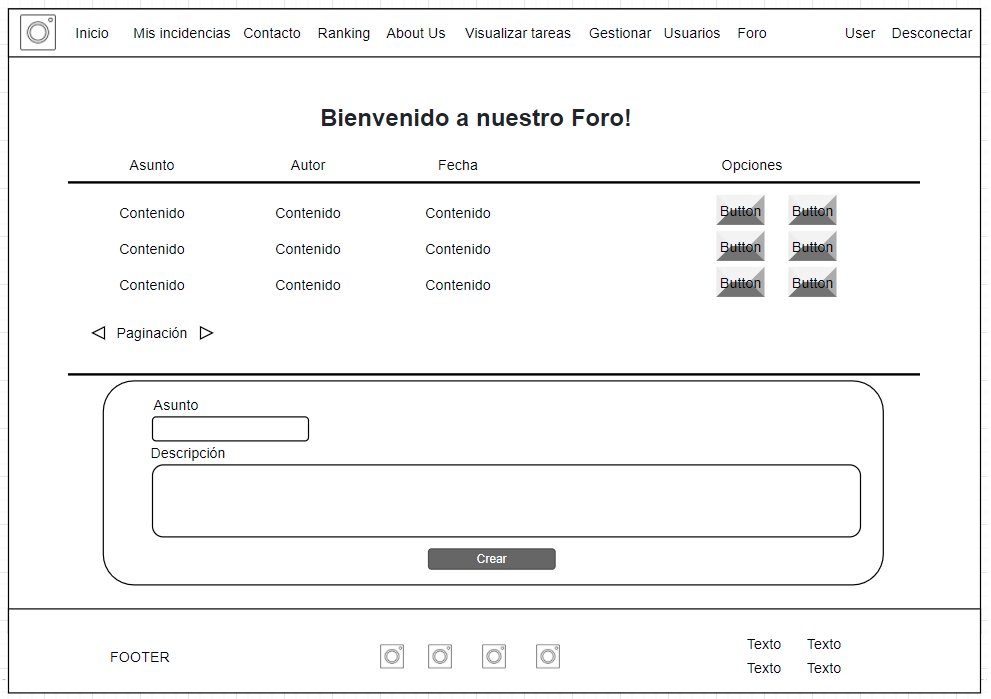 Inicio Mis incidencias Contacto Ranking About Us Visualizar tareas Gestionar Usuarios Foro User Desconectar
Bienvenido a nuestro Foro!
Asunto Autor Fecha Opciones
Contenido Contenido Contenido Button Button
Contenido Contenido Contenido Button Button
Contenido Contenido Contenido Button Button
Paginación
Asunto
Descripción
Crear
Texto Texto
FOOTER
Texto Texto